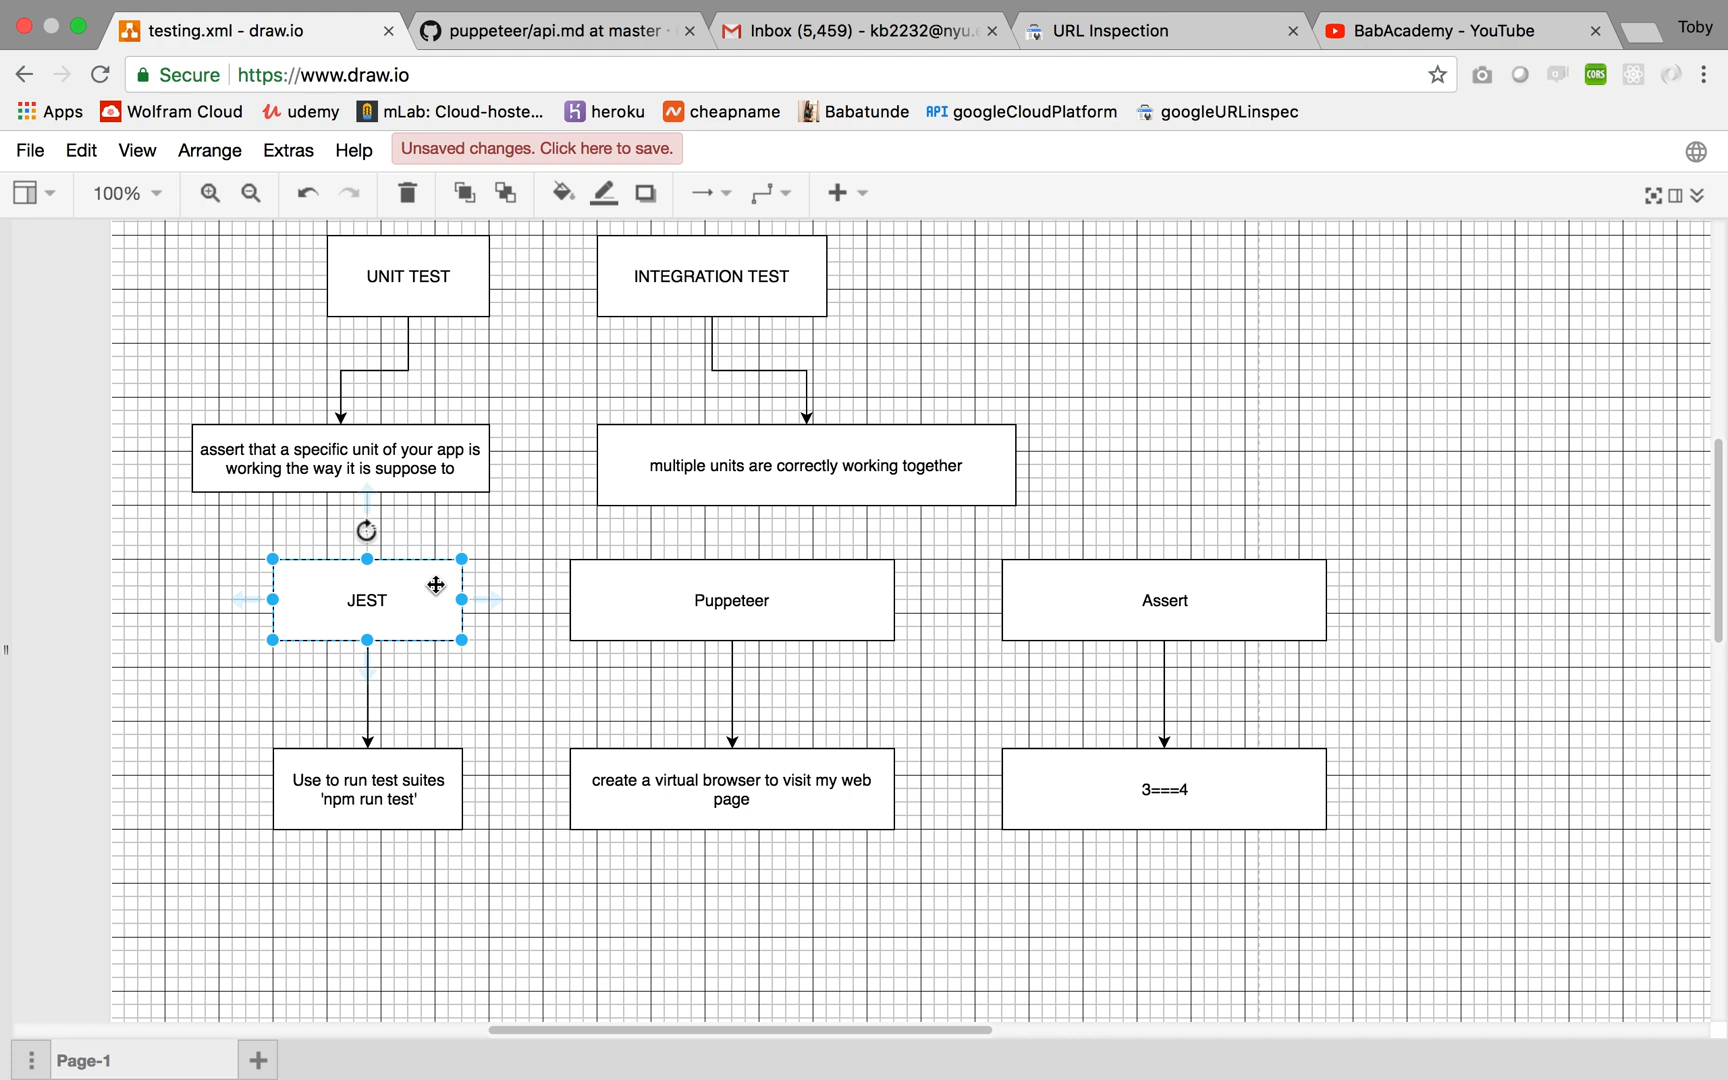 testing.xml - draw.io
puppeteer/api.md at master ·
Inbox (5,459) - kb2232@nyu.e
URL Inspection
BabAcademy - YouTube
Toby
Secure
https://www.draw.io
CORS
Apps
Wolfram Cloud
udemy
mLab: Cloud-hoste...
heroku
cheapname
Babatunde
API googleCloudPlatform
googleURLinspec
File
Edit
View
Arrange
Extras
Help
Unsaved changes. Click here to save.
100%
UNIT TEST
INTEGRATION TEST
assert that a specific unit of your app is
working the way it is suppose to
multiple units are correctly working together
JEST
Puppeteer
Assert
Use to run test suites
'npm run test'
create a virtual browser to visit my web
page
3===4
Page-1